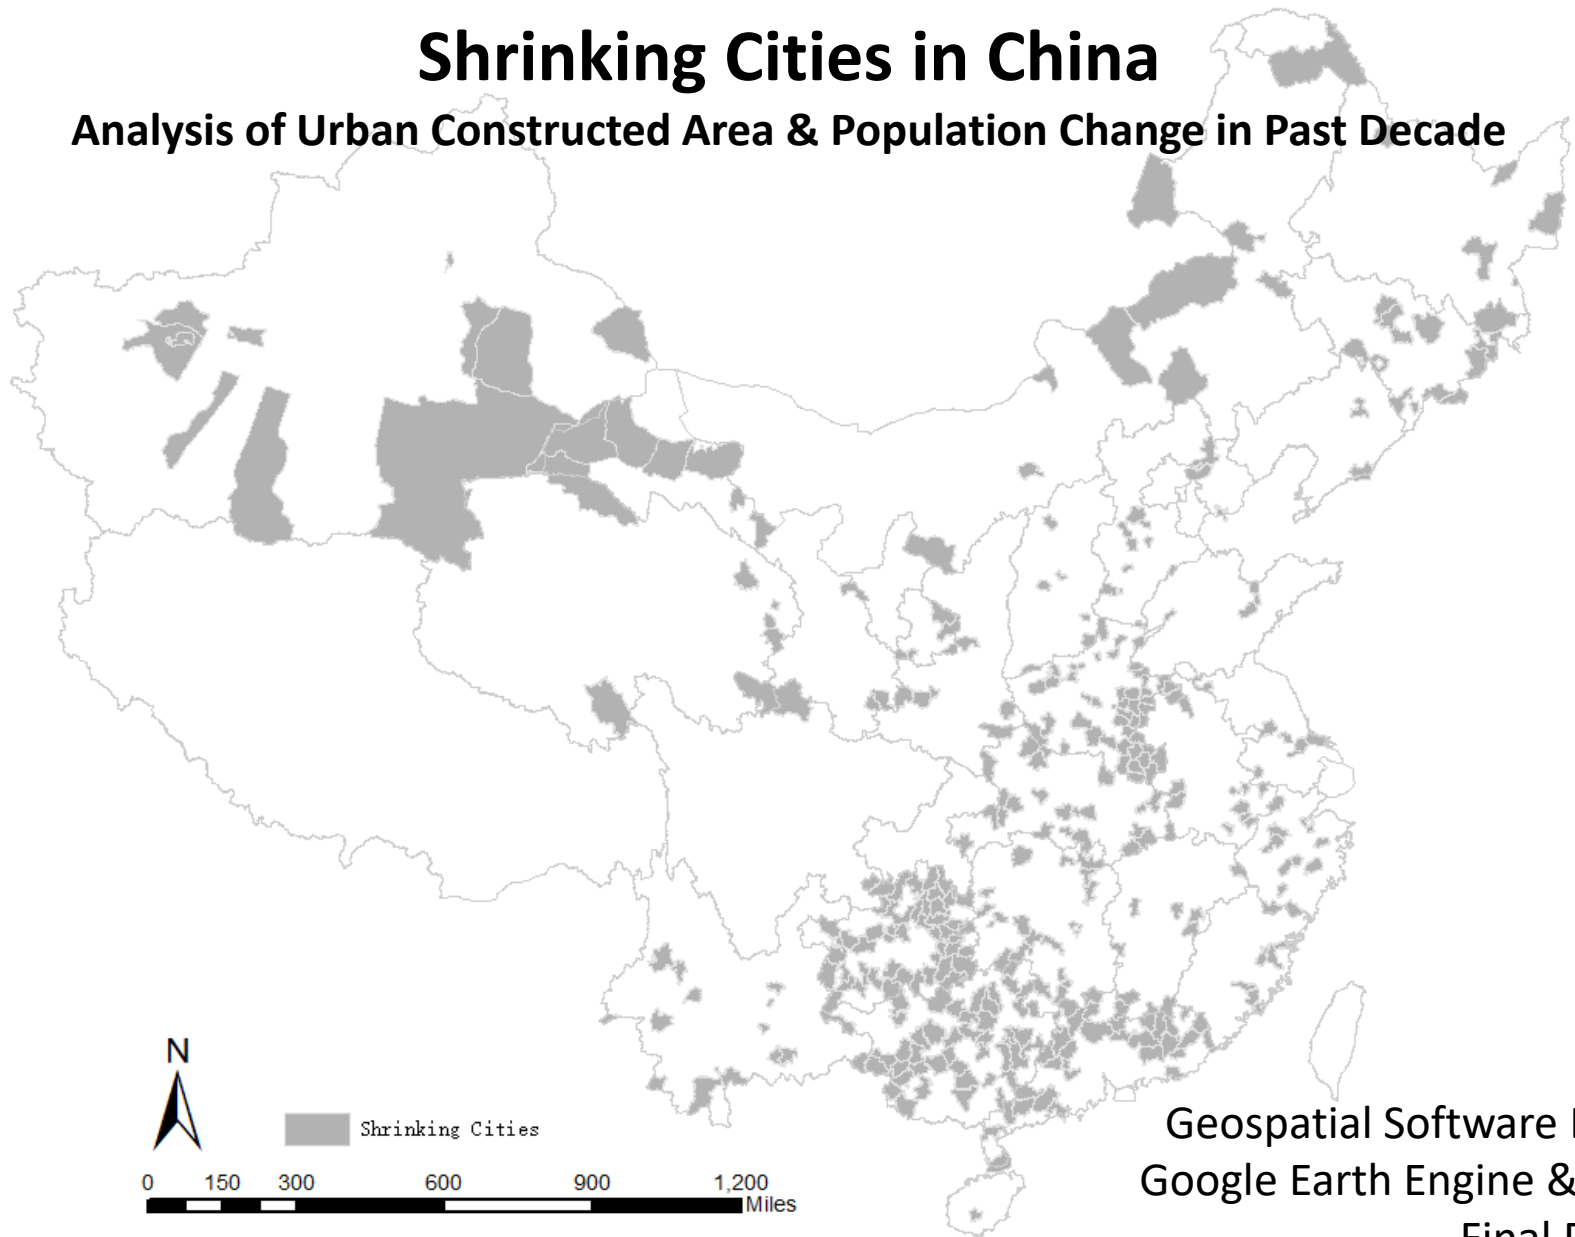 Shrinking Cities in China
Analysis of Urban Constructed Area & Population Change in Past Decade
N
Shrinking Cities
0 150 300 600 900 1,200
Miles
Geospatial Software
Google Earth Engine &
Final